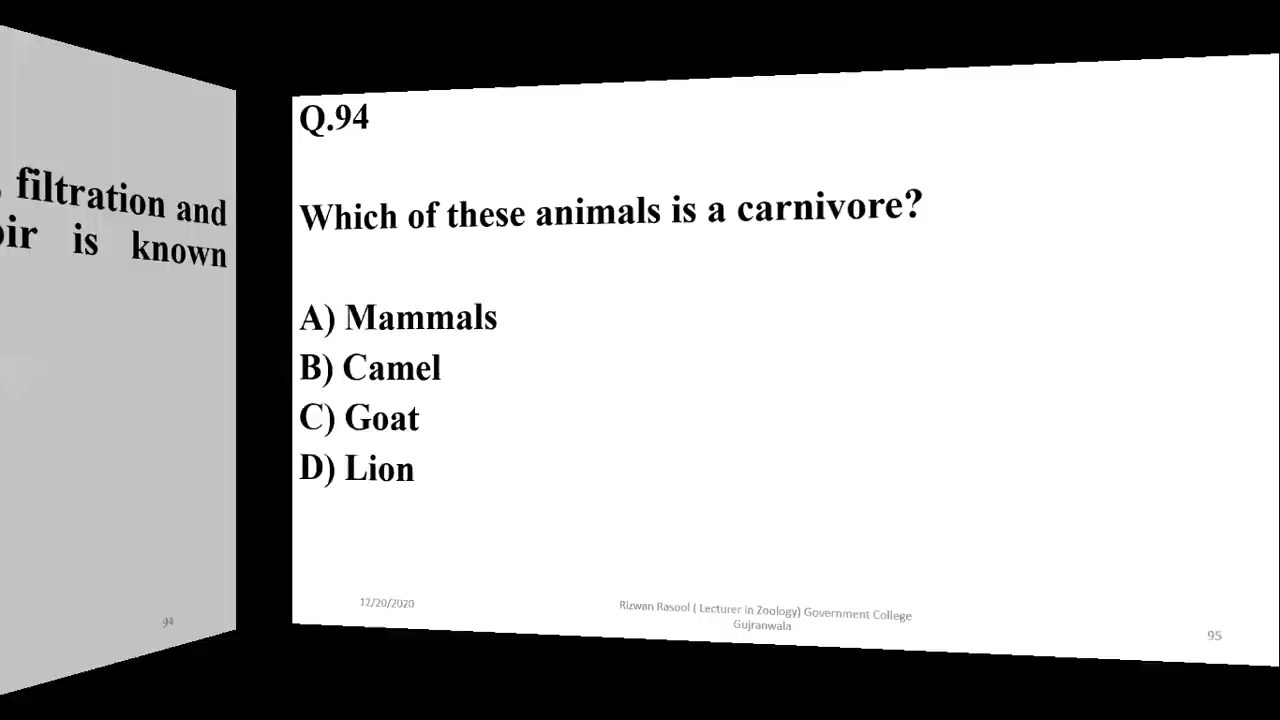 , filtration and
is known
94
Q.94
Which of these animals is a carnivore?
A) Mammals
B) Camel
C) Goat
D) Lion
12/20/2020
Rizwan Rasool ( Lecturer in Zoology) Government College
Gujranwala
95